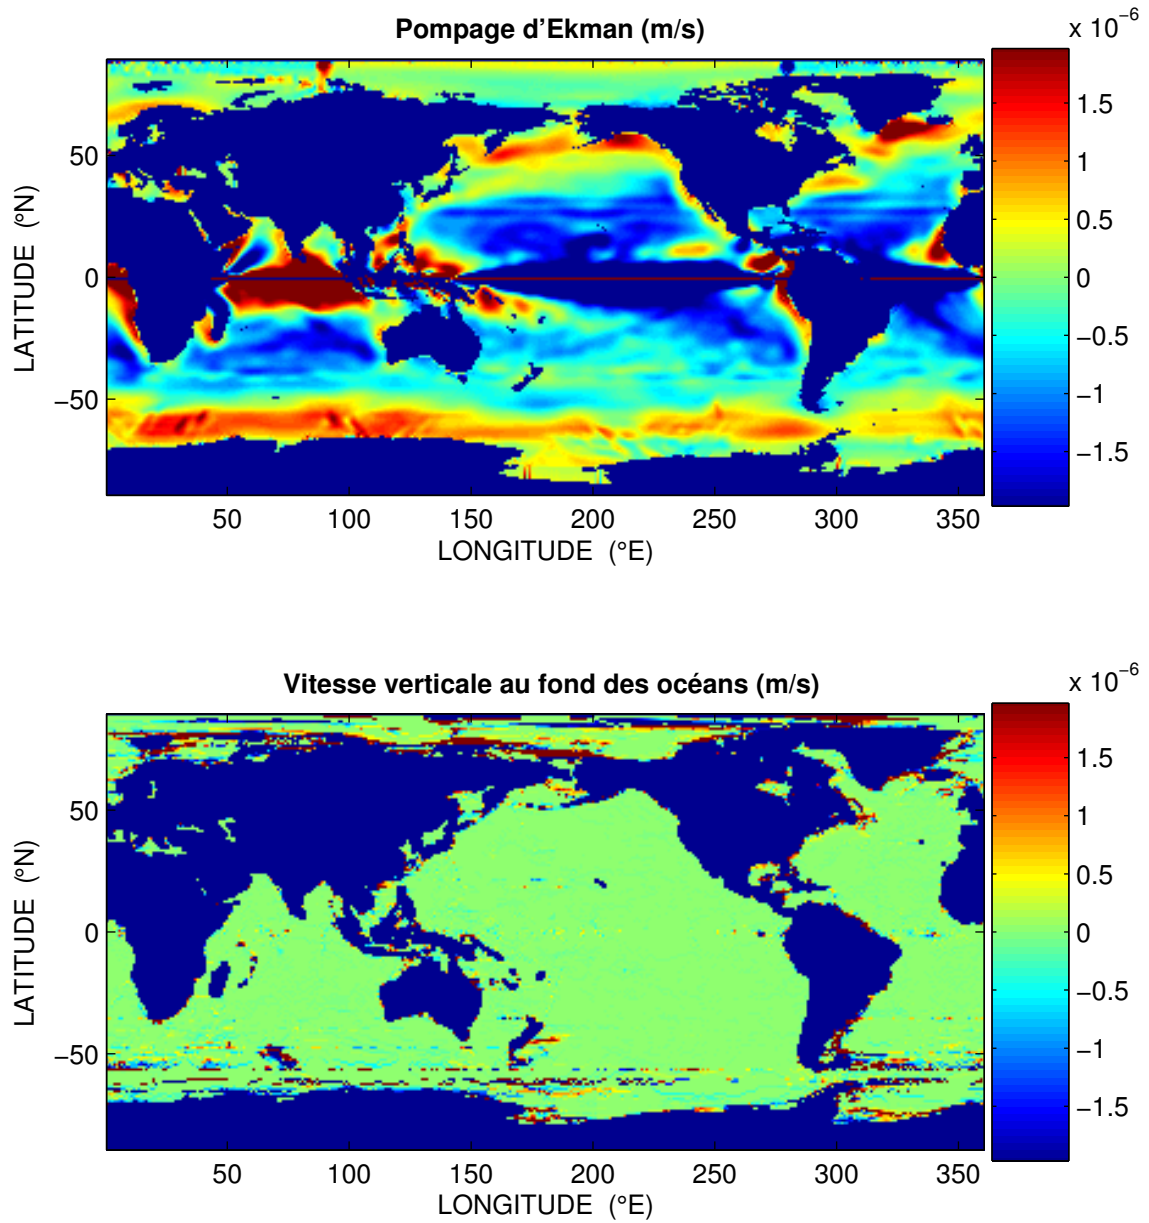 Pompage d'Ekman (m/s)
x 10⁻⁶
1.5
1
0.5
0
−0.5
−1
−1.5
LATITUDE (°N)
50
0
−50
50 100 150 200 250 300 350
LONGITUDE (°E)
Vitesse verticale au fond des océans (m/s)
x 10⁻⁶
1.5
1
0.5
0
−0.5
−1
−1.5
LATITUDE (°N)
50
0
−50
50 100 150 200 250 300 350
LONGITUDE (°E)